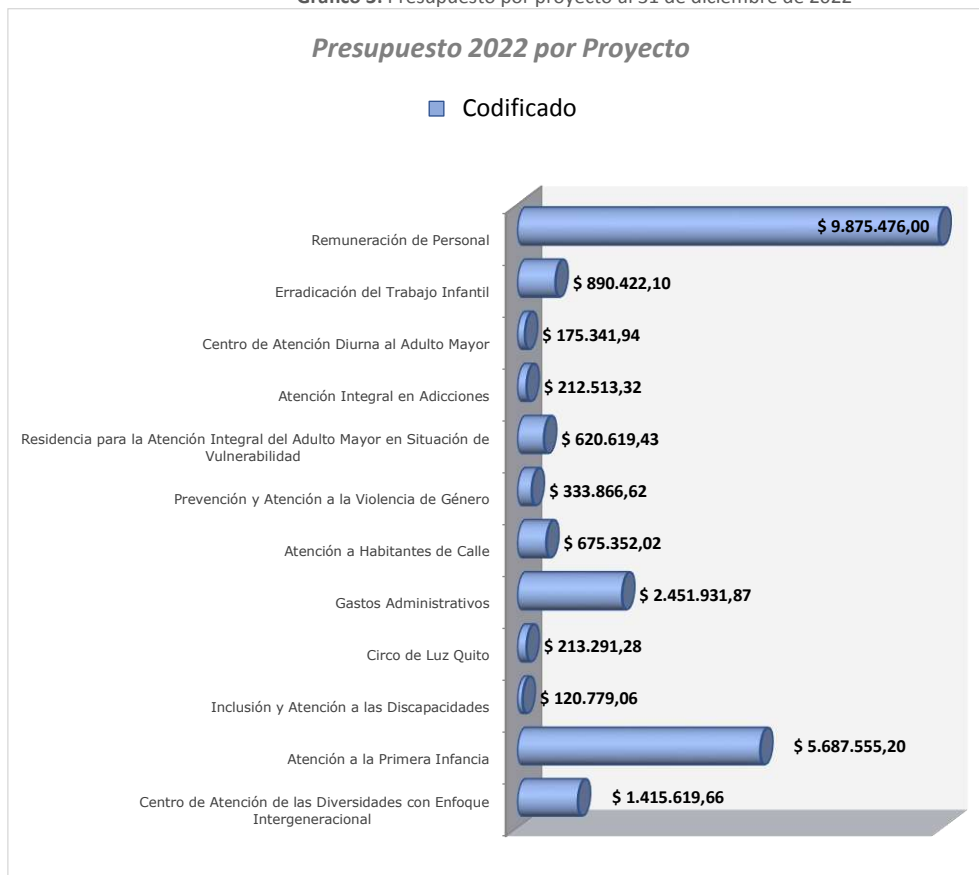 Gráfico 3. Presupuesto por proyecto al 31 de diciembre de 2022
Presupuesto 2022 por Proyecto
Codificado
Remuneración de Personal
$ 9.875.476,00
Erradicación del Trabajo Infantil
$ 890.422,10
Centro de Atención Diurna al Adulto Mayor
$ 175.341,94
Atención Integral en Adicciones
$ 212.513,32
Residencia para la Atención Integral del Adulto Mayor en Situación de
Vulnerabilidad
$ 620.619,43
Prevención y Atención a la Violencia de Género
$ 333.866,62
Atención a Habitantes de Calle
$ 675.352,02
Gastos Administrativos
$ 2.451.931,87
Circo de Luz Quito
$ 213.291,28
Inclusión y Atención a las Discapacidades
$ 120.779,06
Atención a la Primera Infancia
$ 5.687.555,20
Centro de Atención de las Diversidades con Enfoque
Intergeneracional
$ 1.415.619,66